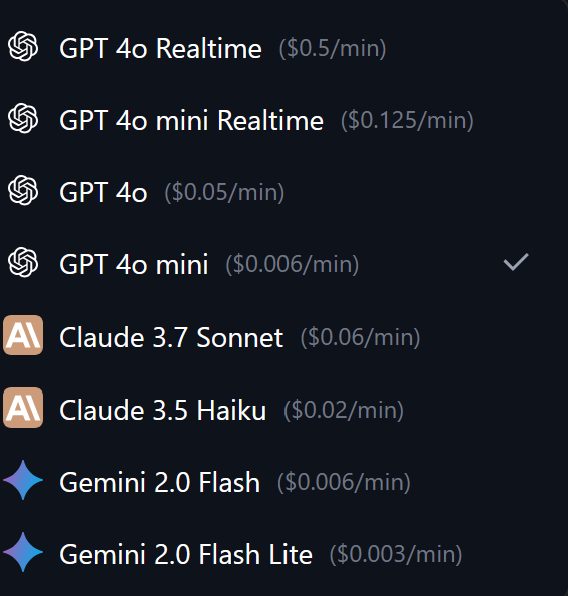 GPT 4o Realtime ($0.5/min)
GPT 4o mini Realtime ($0.125/min)
GPT 4o ($0.05/min)
GPT 4o mini ($0.006/min)
Claude 3.7 Sonnet ($0.06/min)
Claude 3.5 Haiku ($0.02/min)
Gemini 2.0 Flash ($0.006/min)
Gemini 2.0 Flash Lite ($0.003/min)